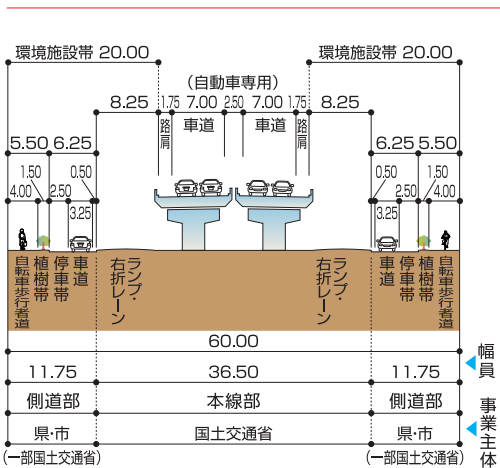 環境施設帯 20.00
環境施設帯 20.00
(自動車専用)
8.25 1.75 7.00 2.50 7.00 1.75 8.25
路肩 車道 車道 路肩
5.50 6.25
6.25 5.50
1.50 0.50
0.50 1.50
4.00 2.50 3.25
3.25 2.50 4.00
自転車歩行者道
植樹帯
停車帯
車道
ランプ・右折レーン
ランプ・右折レーン
車道
停車帯
植樹帯
自転車歩行者道
60.00
11.75 36.50 11.75
幅員
側道部 本線部 側道部
県・市 国土交通省 県・市
(一部国土交通省) (一部国土交通省)
事業主体